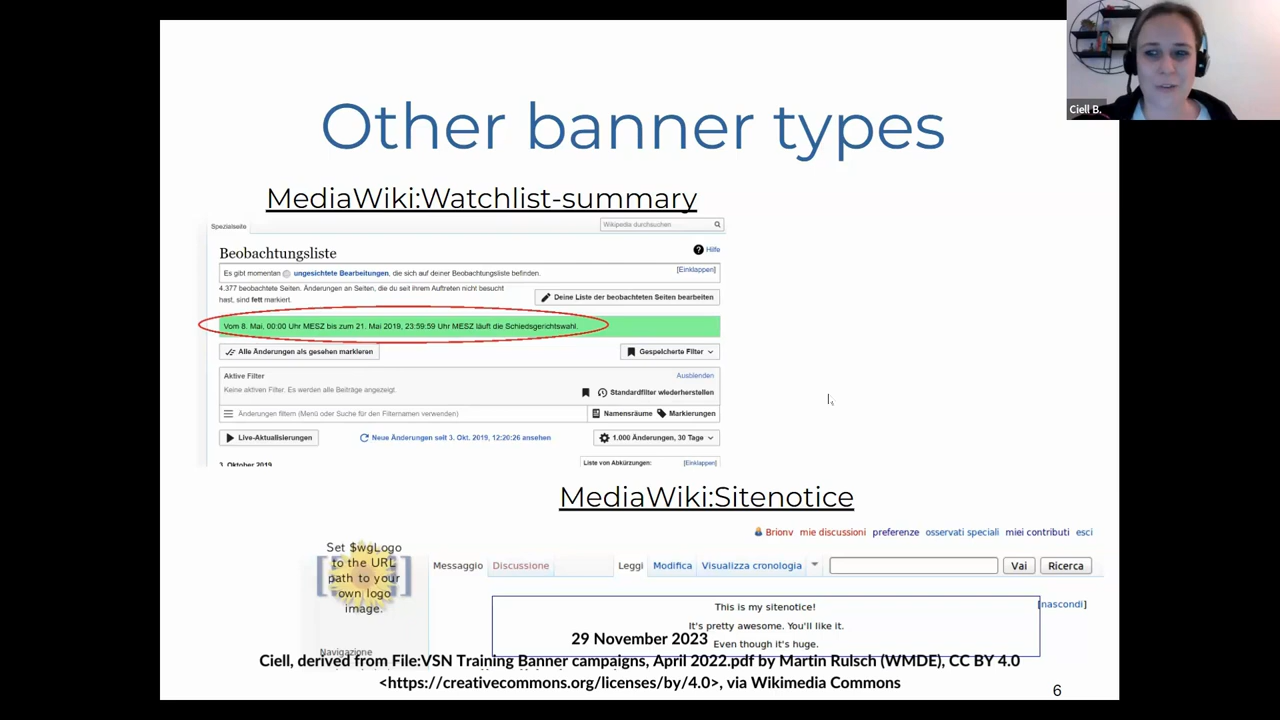 Ciell B.
Other banner types
MediaWiki:Watchlist-summary
Spezialseite
Wikipedia durchsuchen
Beobachtungsliste
Hilfe
Es gibt momentan ungesichtete Bearbeitungen, die sich auf deiner Beobachtungsliste befinden.
[Einklappen]
4.377 beobachtete Seiten. Änderungen an Seiten, die du seit ihrem Auftreten nicht besucht
hast, sind fett markiert.
Deine Liste der beobachteten Seiten bearbeiten
Vom 8. Mai, 00:00 Uhr MESZ bis zum 21. Mai 2019, 23:59:59 Uhr MESZ läuft die Schiedsgerichtswahl.
Alle Änderungen als gesehen markieren
Gespeicherte Filter
Aktive Filter
Ausblenden
Keine aktiven Filter. Es werden alle Beiträge angezeigt.
Standardfilter wiederherstellen
Änderungen filtern (Menü oder Suche für den Filternamen verwenden)
Namensräume
Markierungen
Live-Aktualisierungen
Neue Änderungen seit 3. Okt. 2019, 12:20:26 ansehen
1.000 Änderungen, 30 Tage
3. Oktober 2019
Liste von Abkürzungen:
[Einklappen]
MediaWiki:Sitenotice
Brionv mie discussioni preferenze osservati speciali miei contributi esci
Set $wgLogo
to the URL
path to your
own logo
image.
Messaggio Discussione Leggi Modifica Visualizza cronologia
Vai
Ricerca
This is my sitenotice!
[nascondi]
It's pretty awesome. You'll like it.
Even though it's huge.
Navigazione
29 November 2023
Ciell, derived from File:VSN Training Banner campaigns, April 2022.pdf by Martin Rulsch (WMDE), CC BY 4.0
<https://creativecommons.org/licenses/by/4.0>, via Wikimedia Commons
6